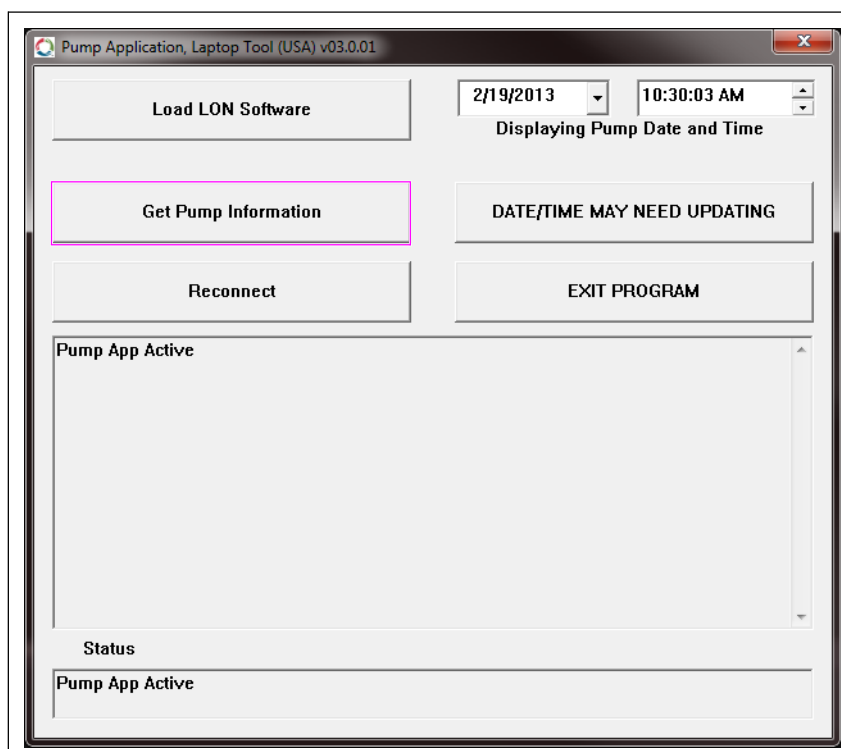 Pump Application, Laptop Tool (USA) v03.0.01
Load LON Software
2/19/2013
10:30:03 AM
Displaying Pump Date and Time
Get Pump Information
DATE/TIME MAY NEED UPDATING
Reconnect
EXIT PROGRAM
Pump App Active
Status
Pump App Active